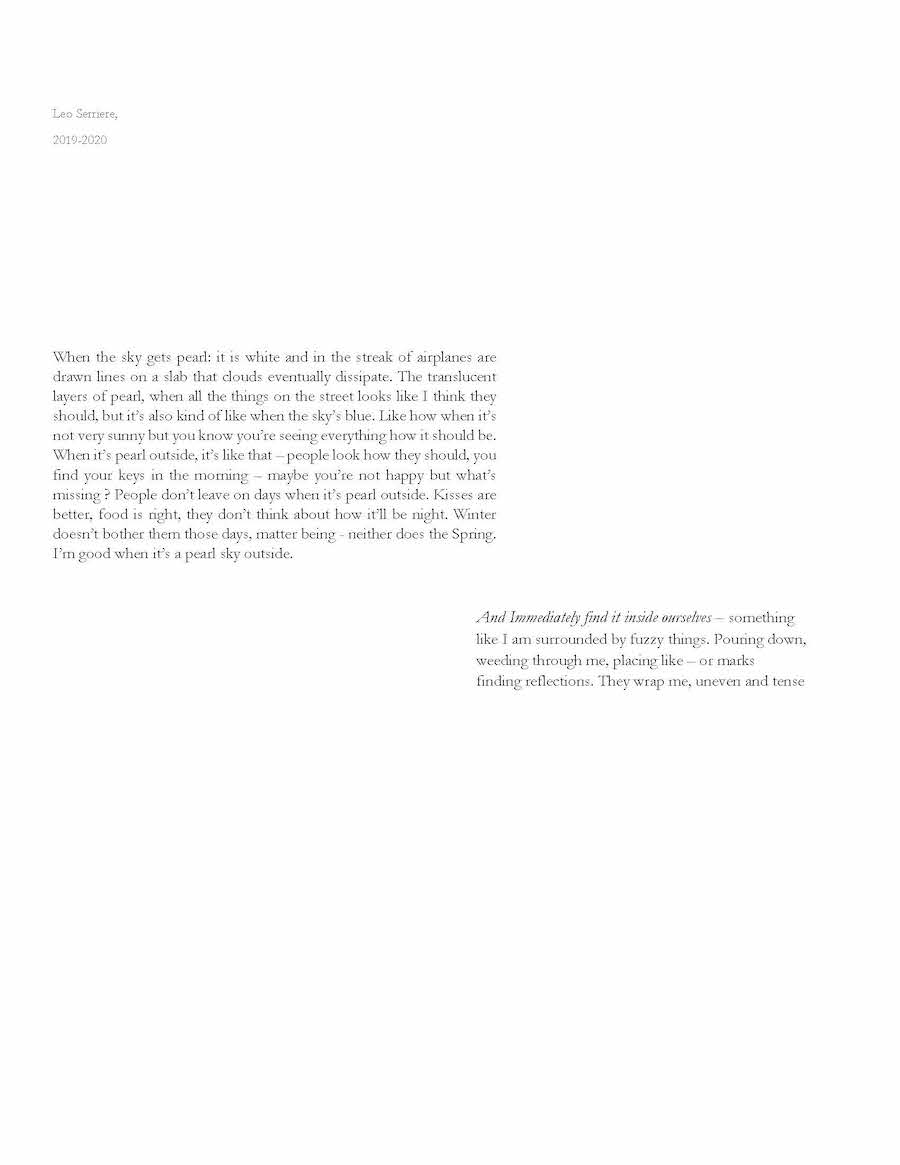 Leo Serriere,
2019-2020
When the sky gets pearl: it is white and in the streak of airplanes are
drawn lines on a slab that clouds eventually dissipate. The translucent
layers of pearl, when all the things on the street looks like I think they
should, but it’s also kind of like when the sky’s blue. Like how when it’s
not very sunny but you know you’re seeing everything how it should be.
When it’s pearl outside, it’s like that – people look how they should, you
find your keys in the morning – maybe you’re not happy but what’s
missing ? People don’t leave on days when it’s pearl outside. Kisses are
better, food is right, they don’t think about how it’ll be night. Winter
doesn’t bother them those days, matter being - neither does the Spring.
I’m good when it’s a pearl sky outside.
And Immediately find it inside ourselves – something
like I am surrounded by fuzzy things. Pouring down,
weeding through me, placing like – or marks
finding reflections. They wrap me, uneven and tense